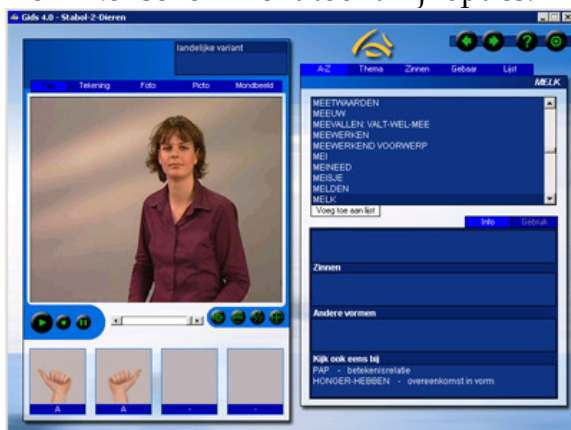 Gids 4.0 - Stabol-2-Dieren
landelijke variant
Tekening Foto Picto Mondbeeld
A-Z Thema Zinnen Gebaar Lijst
MELK
MEETWAARDEN
MEEUW
MEEVALLEN: VALT-WEL-MEE
MEEWERKEN
MEEWERKEND VOORWERP
MEI
MEINEED
MEISJE
MELDEN
MELK
Voeg toe aan lijst
Info Gebruik
Zinnen
Andere vormen
Kijk ook eens bij
PAP - betekenisrelatie
HONGER-HEBBEN - overeenkomst in vorm
A A - -